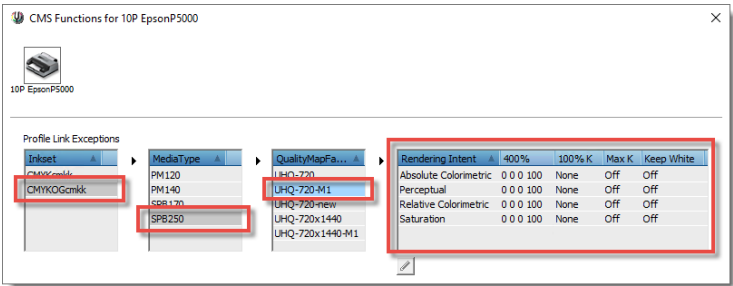 CMS Functions for 10P EpsonP5000
10P EpsonP5000
Profile Link Exceptions
Inkset
CMYKcmkk
CMYKOGcmkk
MediaType
PM120
PM140
SPB170
SPB250
QualityMapFa...
UHQ-720
UHQ-720-M1
UHQ-720-new
UHQ-720x1440
UHQ-720x1440-M1
Rendering Intent 400% 100% K Max K Keep White
Absolute Colorimetric 0 0 0 100 None Off Off
Perceptual 0 0 0 100 None Off Off
Relative Colorimetric 0 0 0 100 None Off Off
Saturation 0 0 0 100 None Off Off